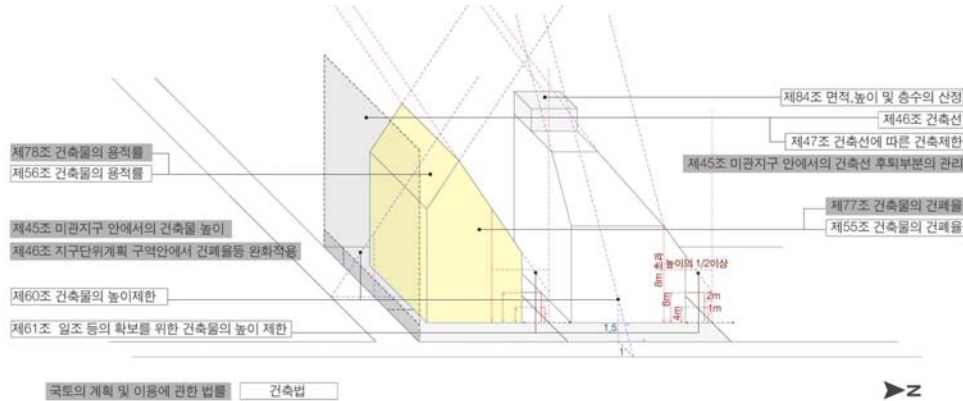 제84조 면적,높이 및 층수의 산정
제46조 건축선
제47조 건축선에 따른 건축제한
제45조 미관지구 안에서의 건축선 후퇴부분의 관리
제78조 건축물의 용적률
제56조 건축물의 용적률
제77조 건축물의 건폐율
제55조 건축물의 건폐율
제45조 미관지구 안에서의 건축물 높이
제46조 지구단위계획 구역안에서 건폐율등 완화적용
제60조 건축물의 높이제한
제61조 일조 등의 확보를 위한 건축물의 높이 제한
높이의 1/2이상
8m 초과
8m
4m
2m
1m
1.5
1
국토의 계획 및 이용에 관한 법률
건축법
N